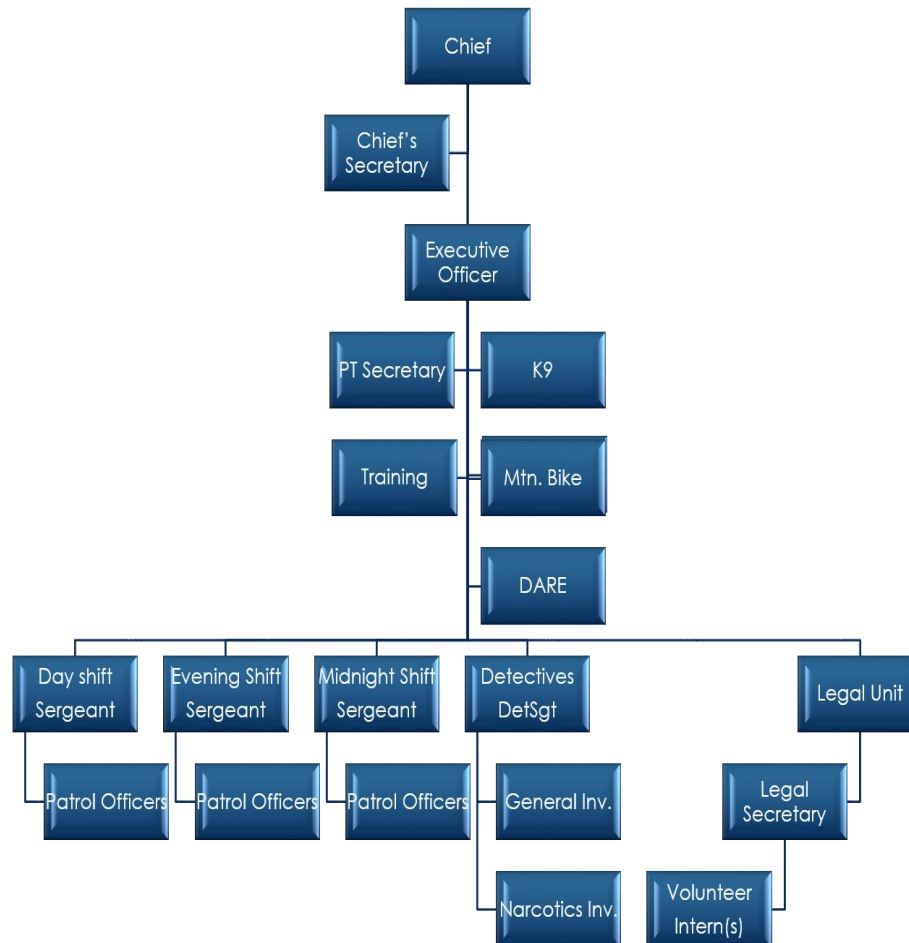 Chief
Chief's
Secretary
Executive
Officer
PT Secretary
K9
Training
Mtn. Bike
DARE
Day shift
Sergeant
Evening Shift
Sergeant
Midnight Shift
Sergeant
Detectives
DetSgt
Legal Unit
Patrol Officers
Patrol Officers
Patrol Officers
General Inv.
Legal
Secretary
Narcotics Inv.
Volunteer
Intern(s)